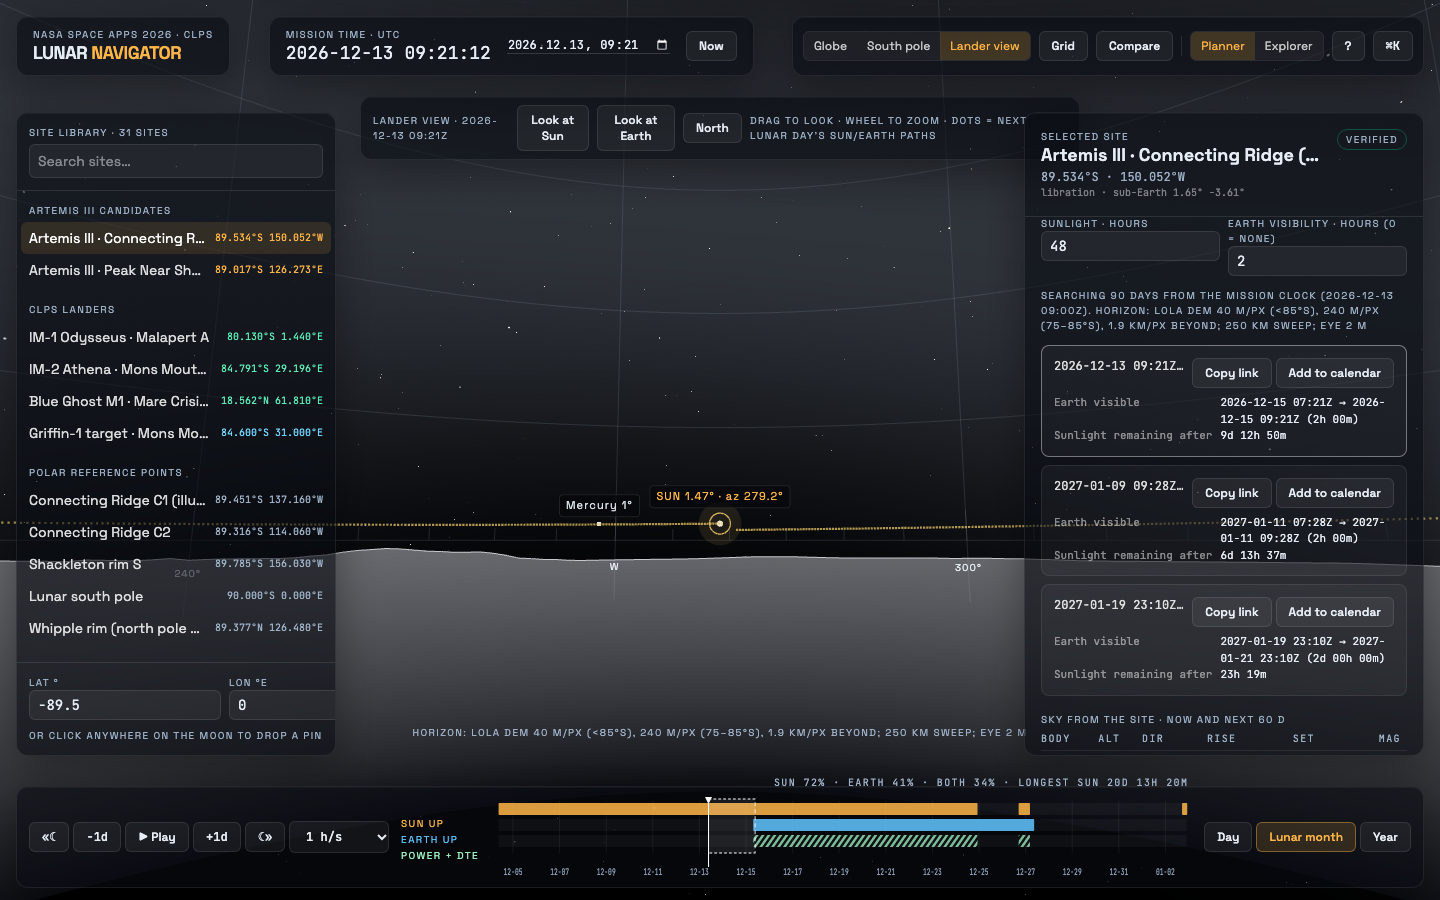 NASA SPACE APPS 2026 · CLPS
LUNAR NAVIGATOR
MISSION TIME · UTC
2026-12-13 09:21:12
2026.12.13, 09:21
Now
Globe
South pole
Lander view
Grid
Compare
Planner
Explorer
?
⌘K
SITE LIBRARY · 31 SITES
Search sites...
ARTEMIS III CANDIDATES
Artemis III · Connecting R... 89.534°S 150.052°W
Artemis III · Peak Near Sh... 89.017°S 126.273°E
CLPS LANDERS
IM-1 Odysseus · Malapert A 80.130°S 1.440°E
IM-2 Athena · Mons Mout... 84.791°S 29.196°E
Blue Ghost M1 · Mare Crisi... 18.562°N 61.810°E
Griffin-1 target · Mons Mo... 84.600°S 31.000°E
POLAR REFERENCE POINTS
Connecting Ridge C1 (illu... 89.451°S 137.160°W
Connecting Ridge C2 89.316°S 114.060°W
Shackleton rim S 89.785°S 156.030°W
Lunar south pole 90.000°S 0.000°E
Whipple rim (north pole ... 89.377°N 126.480°E
LAT °
LON °E
-89.5
0
OR CLICK ANYWHERE ON THE MOON TO DROP A PIN
LANDER VIEW · 2026-
12-13 09:21Z
Look at
Sun
Look at
Earth
North
DRAG TO LOOK · WHEEL TO ZOOM · DOTS = NEXT
LUNAR DAY'S SUN/EARTH PATHS
Mercury 1°
SUN 1.47° · az 279.2°
240°
W
300°
HORIZON: LOLA DEM 40 M/PX (<85°S), 240 M/PX (75–85°S), 1.9 KM/PX BEYOND; 250 KM SWEEP; EYE 2 M
SELECTED SITE
VERIFIED
Artemis III · Connecting Ridge (...
89.534°S · 150.052°W
libration · sub-Earth 1.65° -3.61°
SUNLIGHT · HOURS
48
EARTH VISIBILITY · HOURS (0
= NONE)
2
SEARCHING 90 DAYS FROM THE MISSION CLOCK (2026-12-13
09:00Z). HORIZON: LOLA DEM 40 M/PX (<85°S), 240 M/PX
(75–85°S), 1.9 KM/PX BEYOND; 250 KM SWEEP; EYE 2 M
2026-12-13 09:21Z...
Copy link
Add to calendar
Earth visible 2026-12-15 07:21Z → 2026-
12-15 09:21Z (2h 00m)
Sunlight remaining after 9d 12h 50m
2027-01-09 09:28Z...
Copy link
Add to calendar
Earth visible 2027-01-11 07:28Z → 2027-
01-11 09:28Z (2h 00m)
Sunlight remaining after 6d 13h 37m
2027-01-19 23:10Z...
Copy link
Add to calendar
Earth visible 2027-01-19 23:10Z → 2027-
01-21 23:10Z (2d 00h 00m)
Sunlight remaining after 23h 19m
SKY FROM THE SITE · NOW AND NEXT 60 D
BODY ALT DIR RISE SET MAG
SUN 72% · EARTH 41% · BOTH 34% · LONGEST SUN 20D 13H 20M
«☾
-1d
▶ Play
+1d
☾»
1 h/s
SUN UP
EARTH UP
POWER + DTE
12-05 12-07 12-09 12-11 12-13 12-15 12-17 12-19 12-21 12-23 12-25 12-27 12-29 12-31 01-02
Day
Lunar month
Year